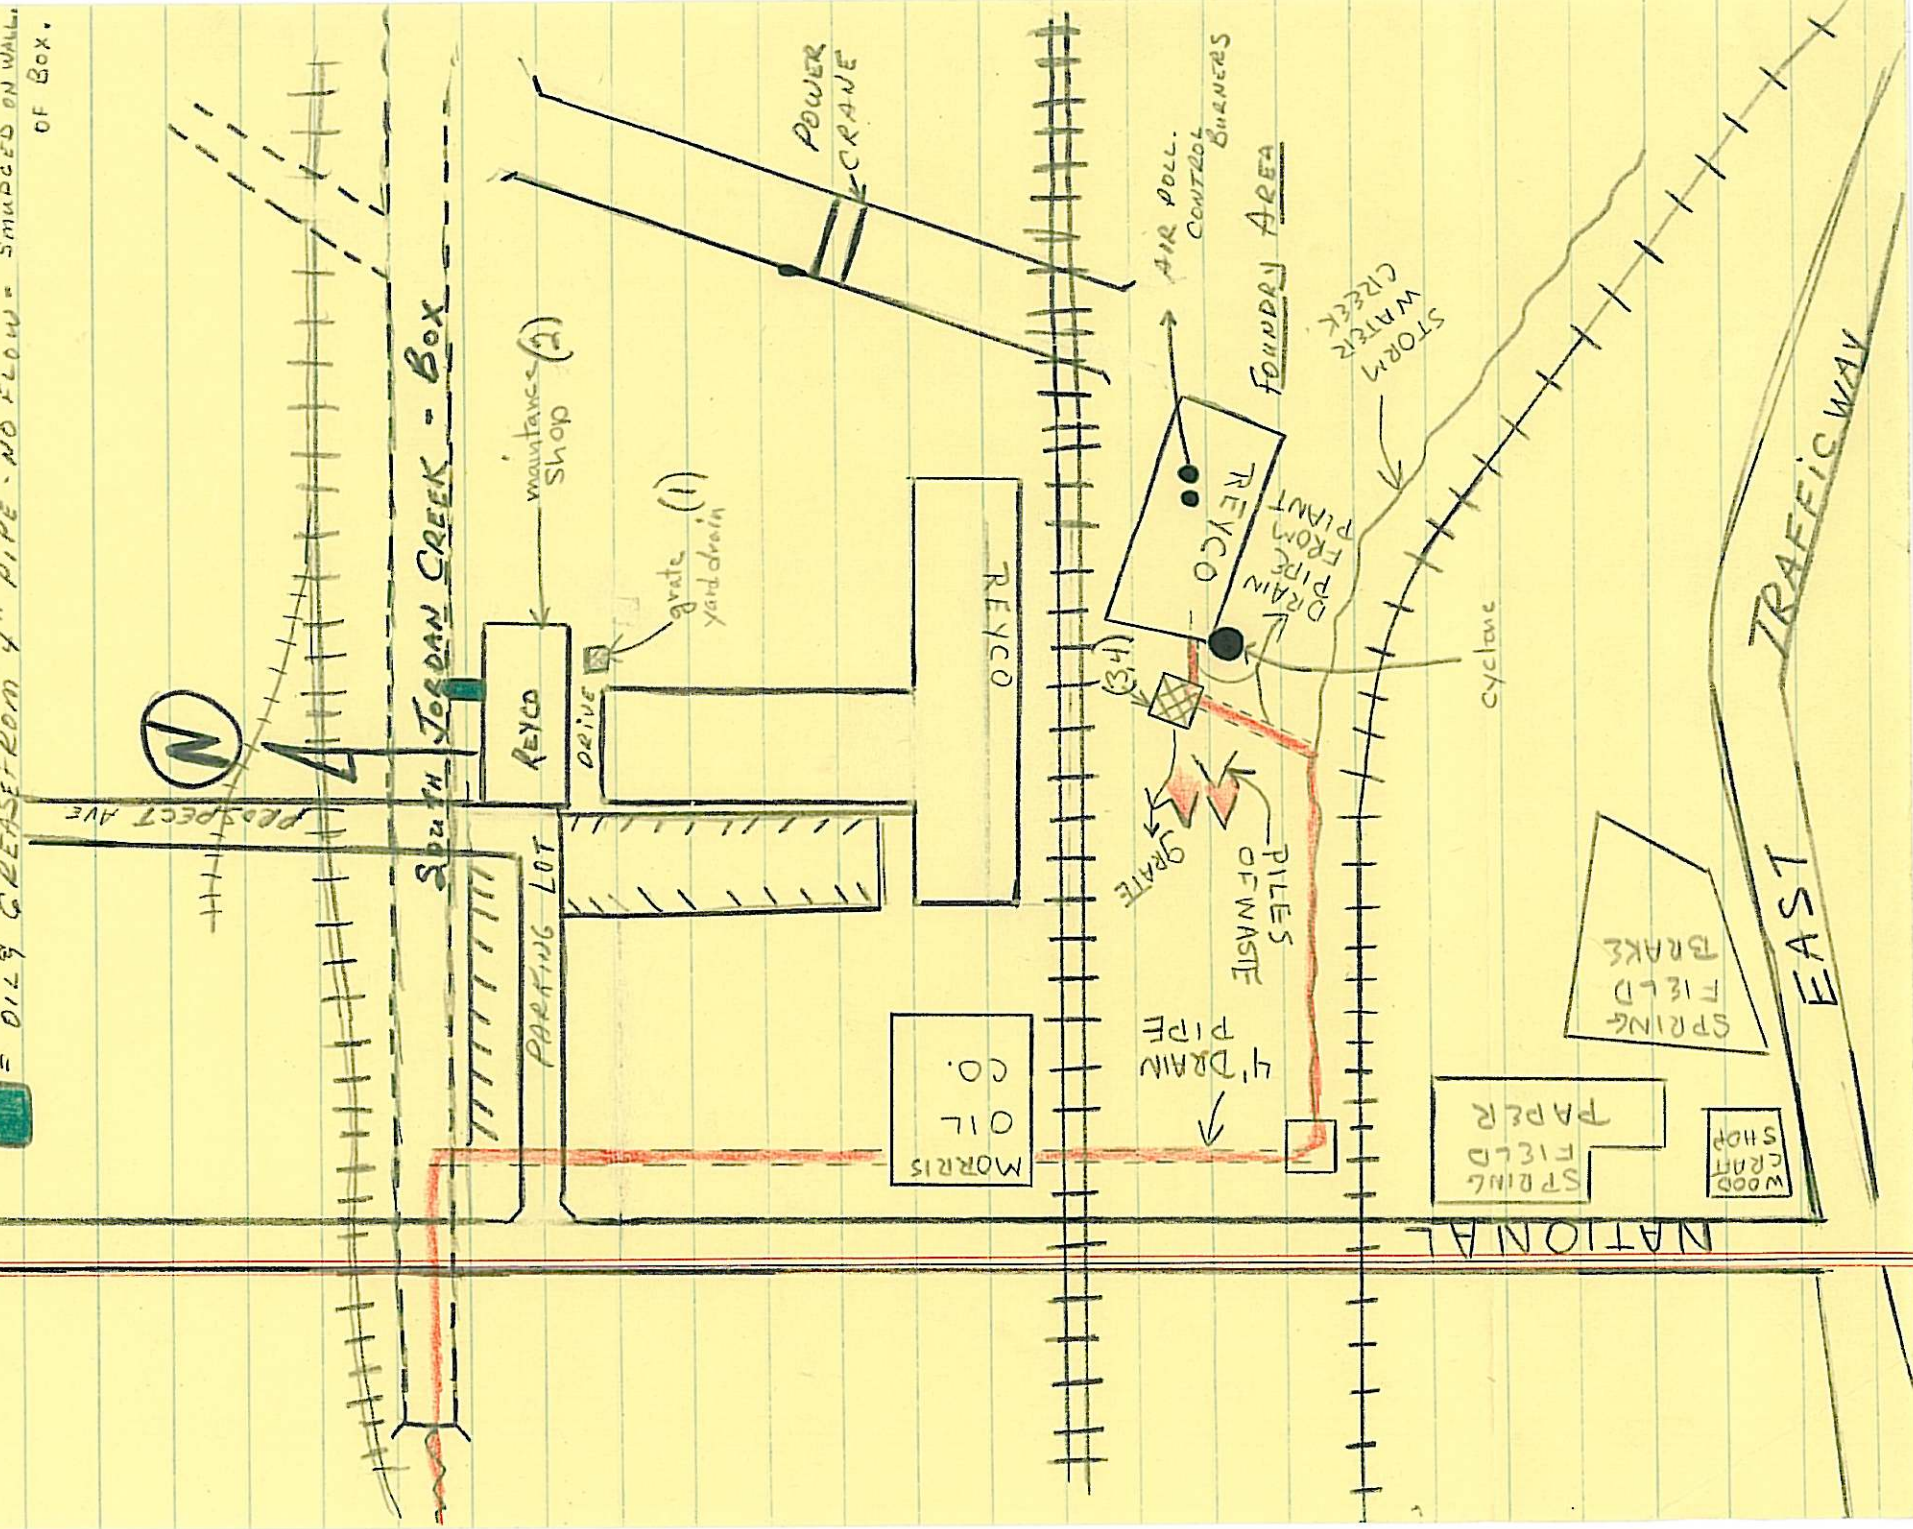 = OIL & GREASE FROM 4" PIPE - NO FLOW = SMUDGED ON WALL.
OF BOX.
N
PROSPECT AVE
SOUTH JORDAN CREEK - BOX
maintance
shop
(2)
REYCO
DRIVE
grate
yard drain
(1)
PARKING LOT
POWER
CRANE
REYCO
AIR POLL.
CONTROL
BURNERS
FOUNDRY AREA
REYCO
DRAIN
PIPE
FROM
PLANT
STORM
WATER
CREEK
(3,4)
cyclone
GRATE
PILES
OF WASTE
4' DRAIN
PIPE
MORRIS
OIL
CO.
SPRING-
FIELD
BRAKE
SPRING
FIELD
PAPER
WOOD
CRAFT
SHOP
NATIONAL
EAST TRAFFICWAY